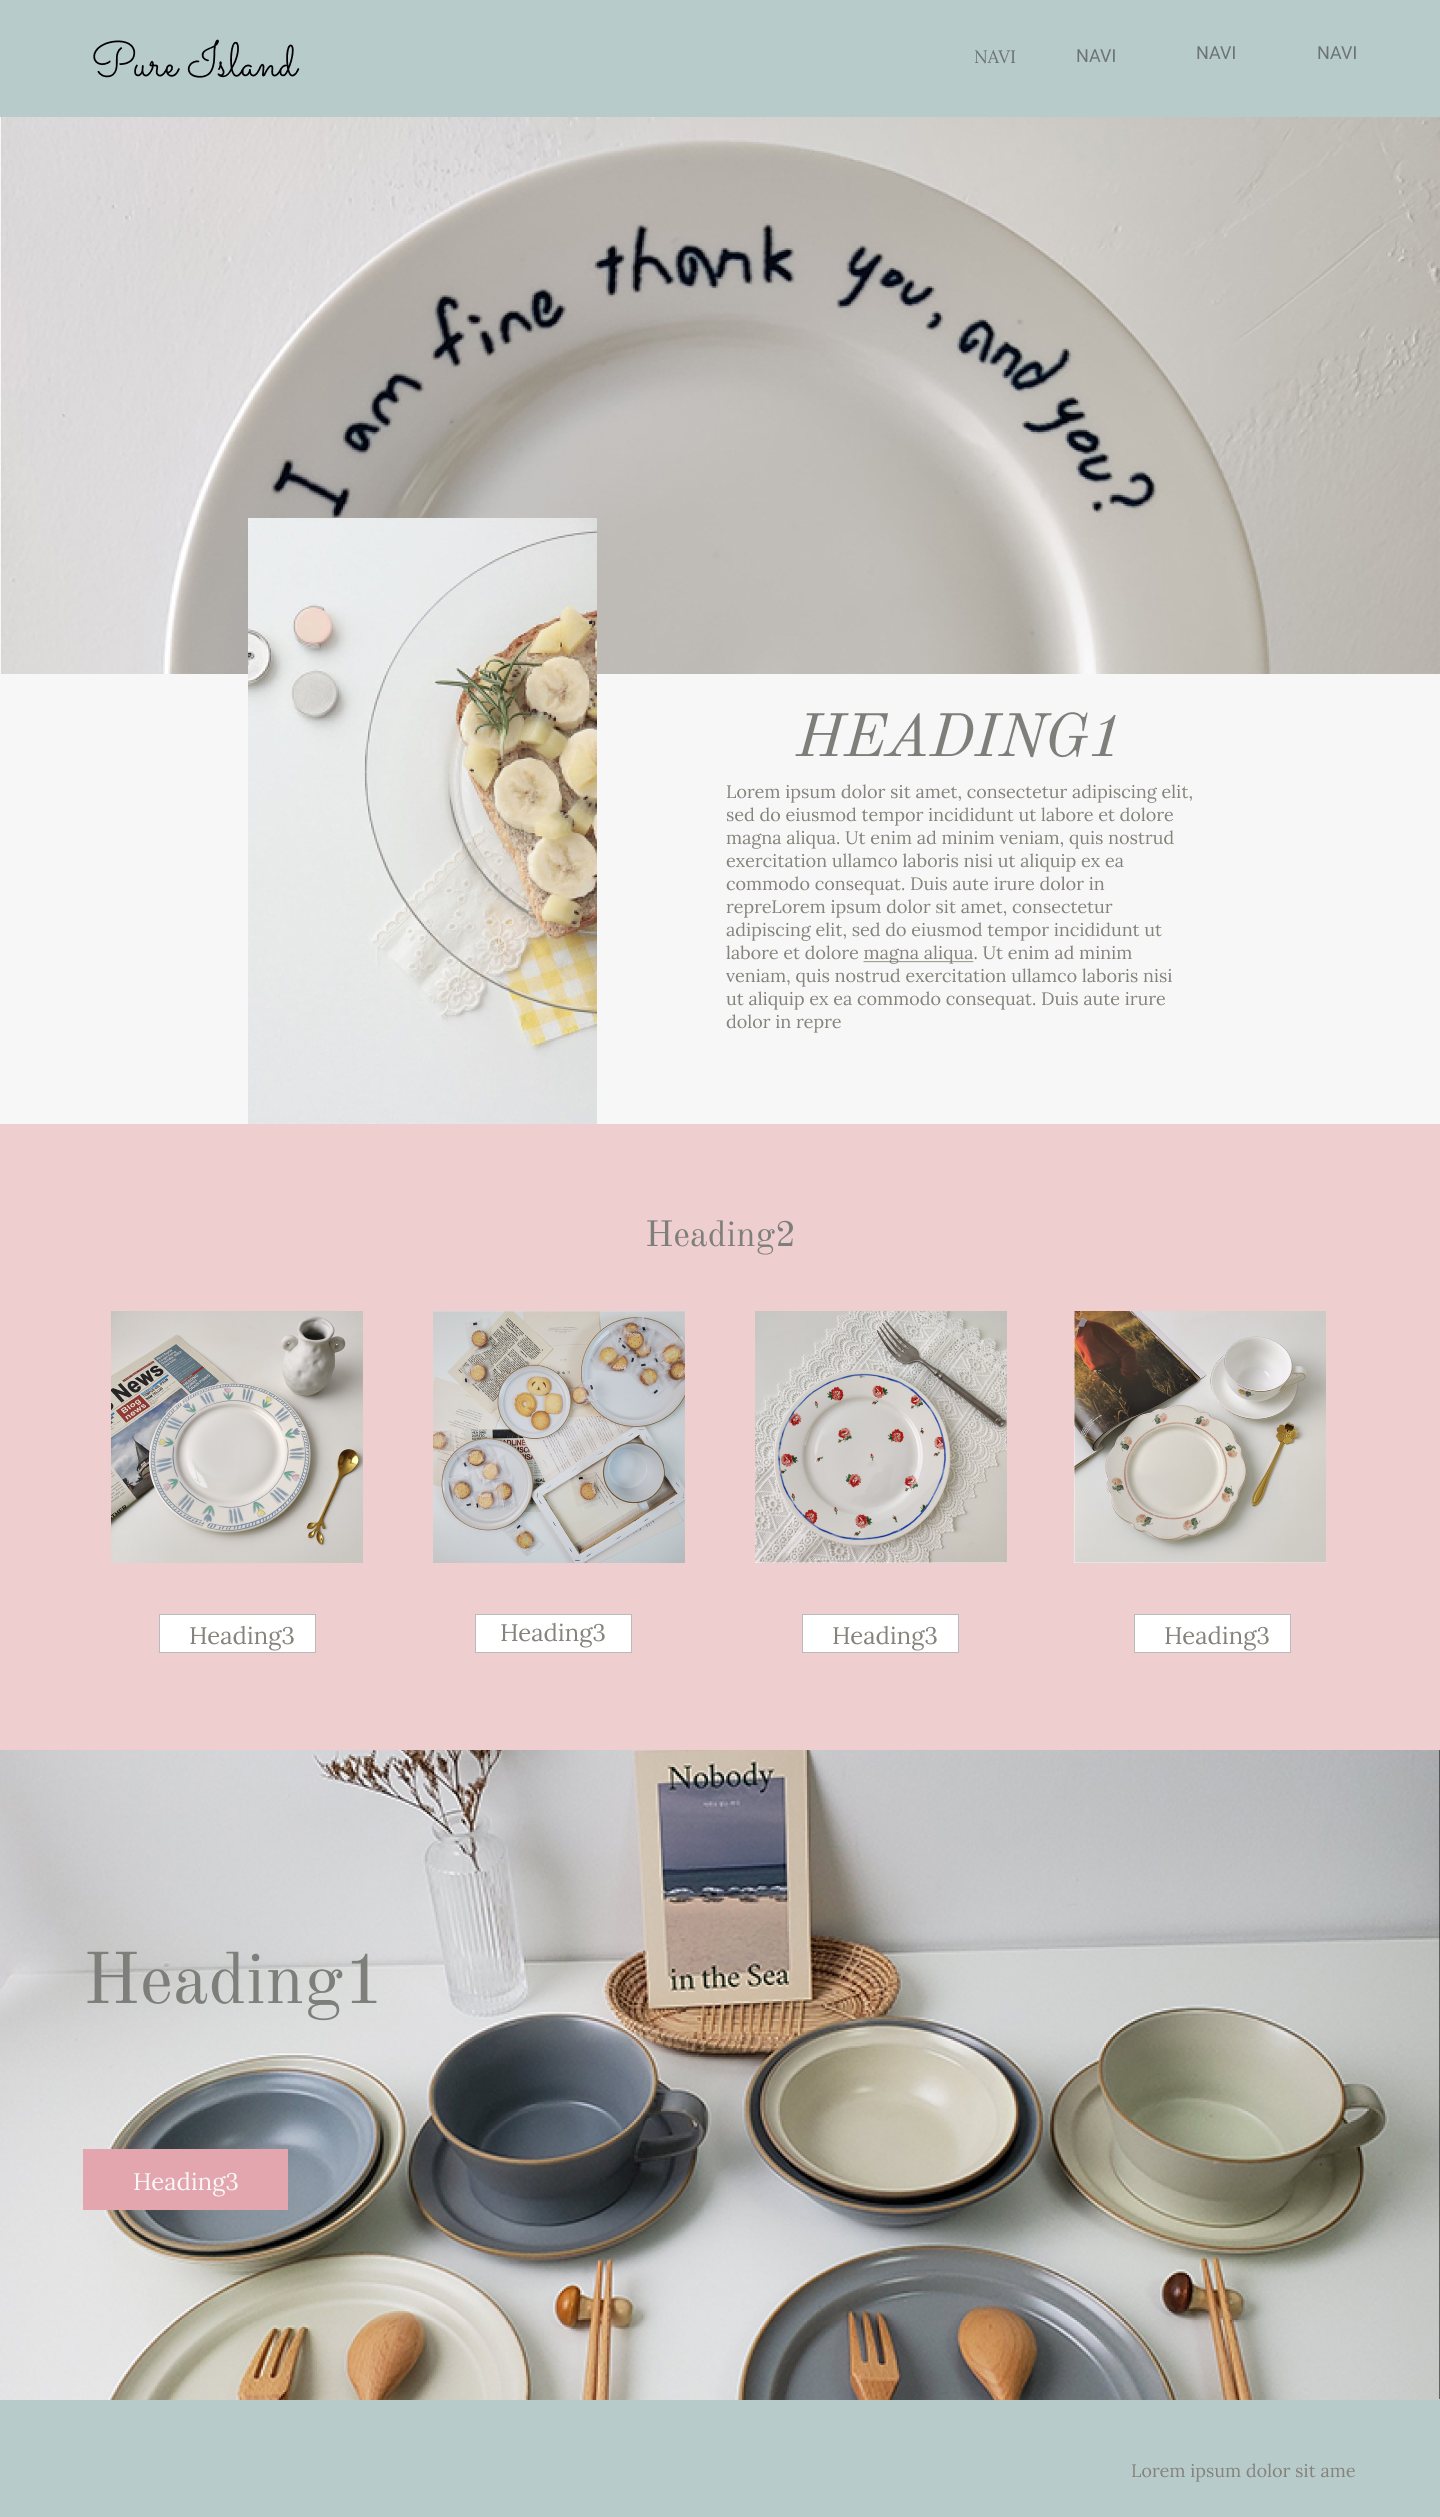 Pure Island
NAVI NAVI NAVI NAVI
I am fine thank you, and you?
HEADING1
Lorem ipsum dolor sit amet, consectetur adipiscing elit,
sed do eiusmod tempor incididunt ut labore et dolore
magna aliqua. Ut enim ad minim veniam, quis nostrud
exercitation ullamco laboris nisi ut aliquip ex ea
commodo consequat. Duis aute irure dolor in
repreLorem ipsum dolor sit amet, consectetur
adipiscing elit, sed do eiusmod tempor incididunt ut
labore et dolore magna aliqua. Ut enim ad minim
veniam, quis nostrud exercitation ullamco laboris nisi
ut aliquip ex ea commodo consequat. Duis aute irure
dolor in repre
Heading2
News
Blog
news
Heading3 Heading3 Heading3 Heading3
Nobody
in the Sea
Heading1
Heading3
Lorem ipsum dolor sit ame